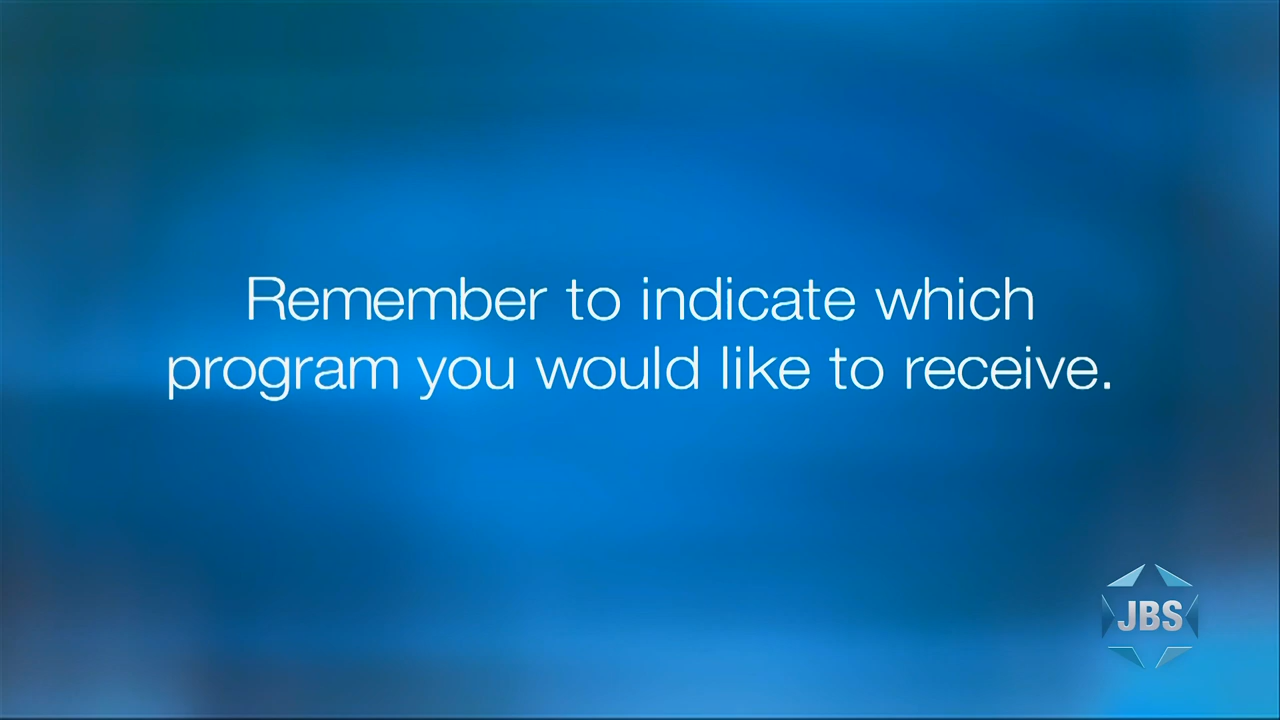 Remember to indicate which
program you would like to receive.
JBS